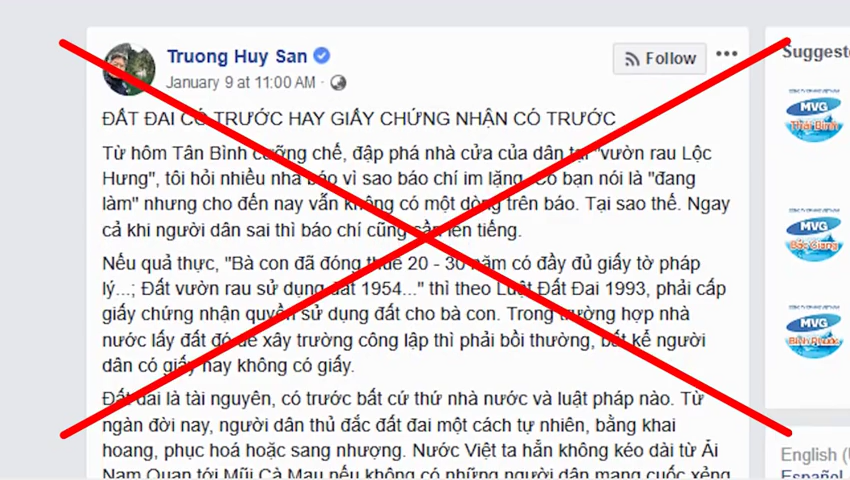 Truong Huy San
January 9 at 11:00 AM ·
Follow
ĐẤT ĐAI CÓ TRƯỚC HAY GIẤY CHỨNG NHẬN CÓ TRƯỚC
Từ hôm Tân Bình cưỡng chế, đập phá nhà cửa của dân tại "vườn rau Lộc
Hưng", tôi hỏi nhiều nhà báo vì sao báo chí im lặng. Có bạn nói là "đang
làm" nhưng cho đến nay vẫn không có một dòng trên báo. Tại sao thế. Ngay
cả khi người dân sai thì báo chí cũng cần lên tiếng.
Nếu quả thực, "Bà con đã đóng thuế 20 - 30 năm có đầy đủ giấy tờ pháp
lý...; Đất vườn rau sử dụng đất 1954..." thì theo Luật Đất Đai 1993, phải cấp
giấy chứng nhận quyền sử dụng đất cho bà con. Trong trường hợp nhà
nước lấy đất đó để xây trường công lập thì phải bồi thường, bất kể người
dân có giấy hay không có giấy.
Đất đai là tài nguyên, có trước bất cứ thứ nhà nước và luật pháp nào. Từ
ngàn đời nay, người dân thủ đắc đất đai một cách tự nhiên, bằng khai
hoang, phục hoá hoặc sang nhượng. Nước Việt ta hẳn không kéo dài từ Ải
Nam Quan tới Mũi Cà Mau nếu không có những người dân mang cuốc xẻng
Suggeste
MVG
Thái Bình
MVG
Bắc Giang
MVG
Bình Phước
English (U
Español